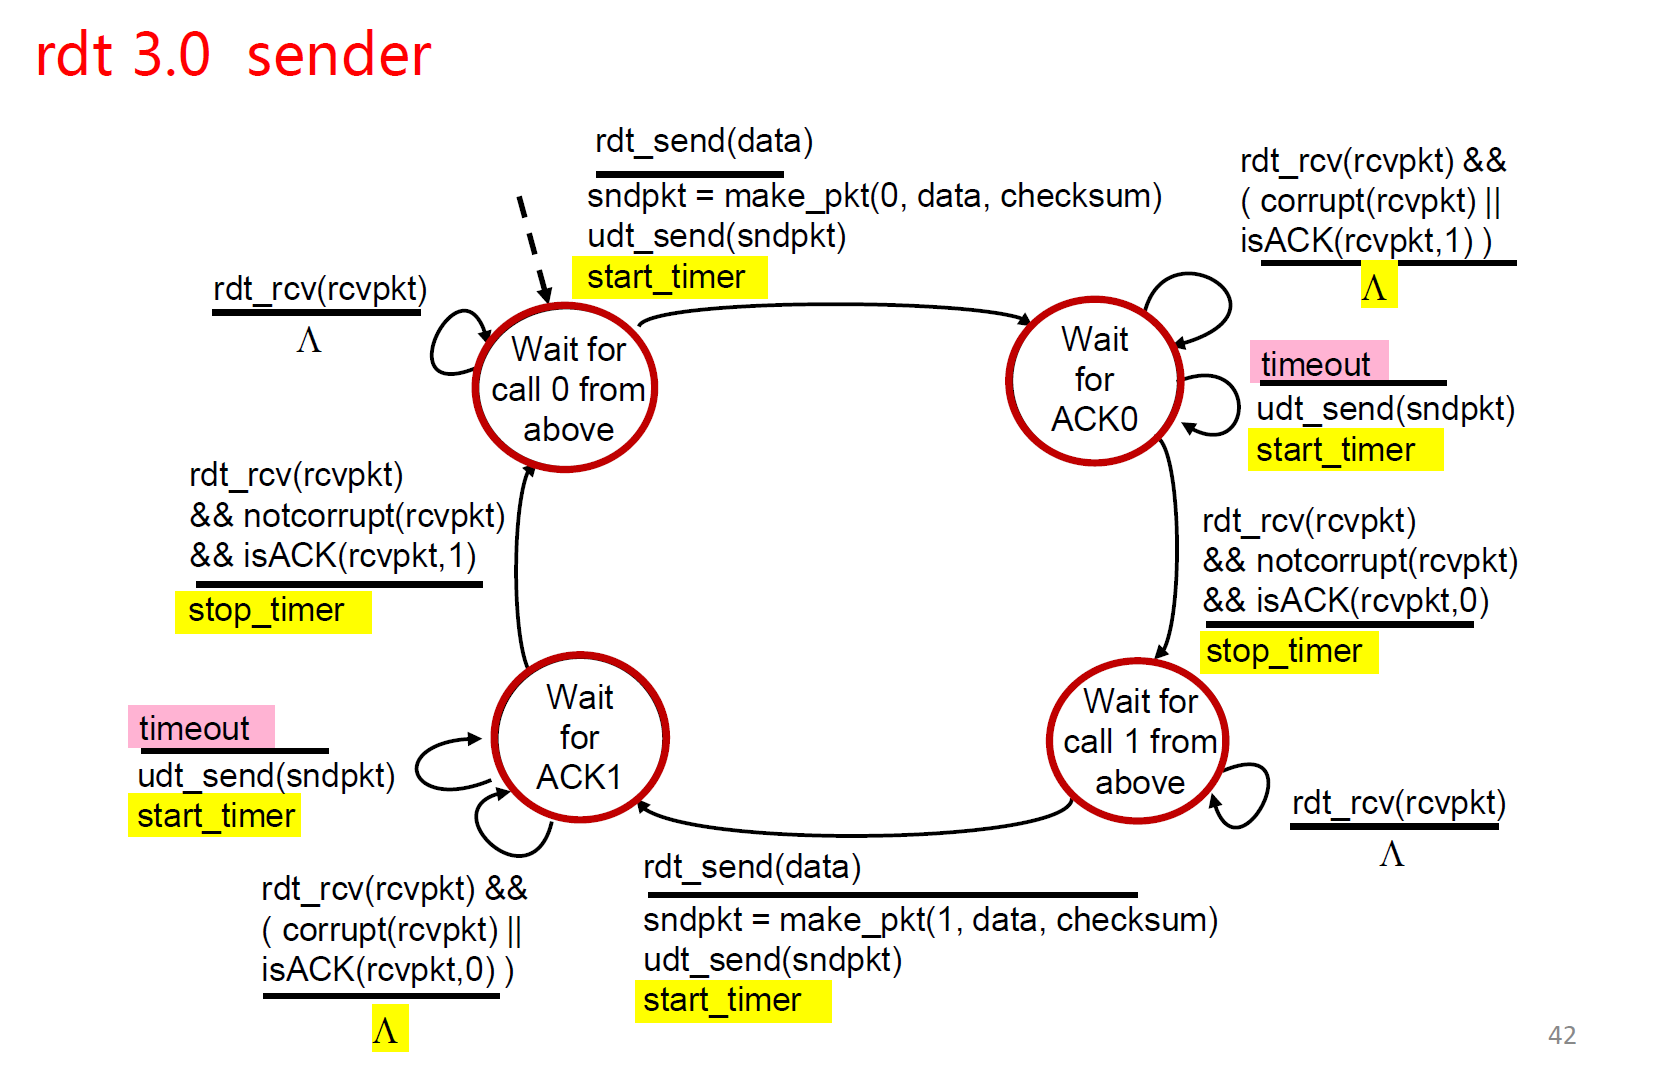 rdt 3.0 sender
rdt_send(data)
sndpkt = make_pkt(0, data, checksum)
udt_send(sndpkt)
start_timer
rdt_rcv(rcvpkt) &&
( corrupt(rcvpkt) ||
isACK(rcvpkt,1) )
Λ
rdt_rcv(rcvpkt)
Λ
Wait for
call 0 from
above
Wait
for
ACK0
timeout
udt_send(sndpkt)
start_timer
rdt_rcv(rcvpkt)
&& notcorrupt(rcvpkt)
&& isACK(rcvpkt,1)
stop_timer
rdt_rcv(rcvpkt)
&& notcorrupt(rcvpkt)
&& isACK(rcvpkt,0)
stop_timer
Wait
for
ACK1
Wait for
call 1 from
above
timeout
udt_send(sndpkt)
start_timer
rdt_rcv(rcvpkt)
Λ
rdt_rcv(rcvpkt) &&
( corrupt(rcvpkt) ||
isACK(rcvpkt,0) )
Λ
rdt_send(data)
sndpkt = make_pkt(1, data, checksum)
udt_send(sndpkt)
start_timer
42